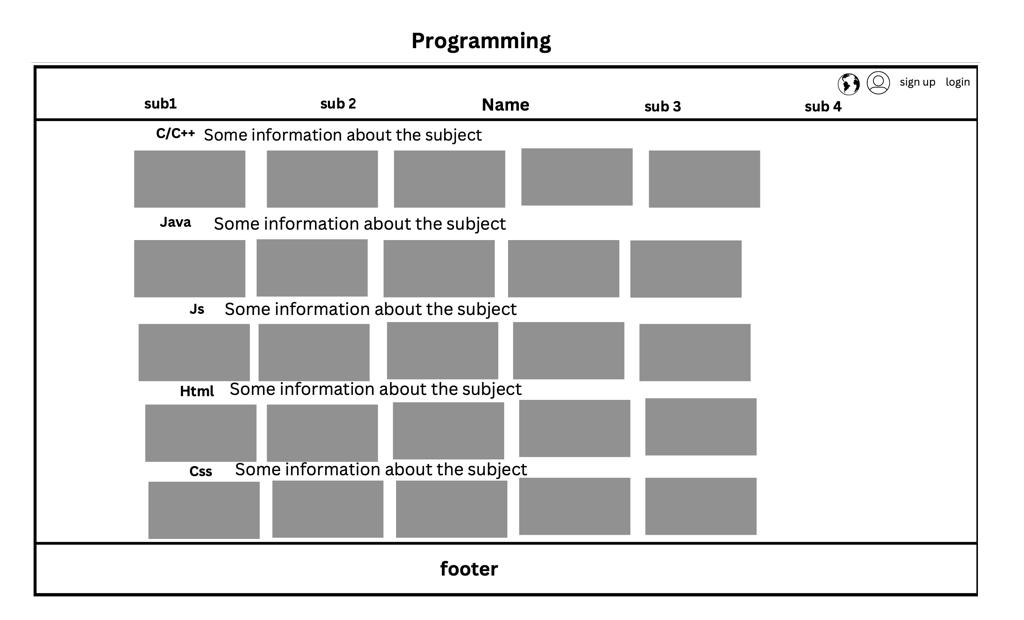 Programming
sign up login
sub1 sub 2 Name sub 3 sub 4
C/C++ Some information about the subject
Java Some information about the subject
Js Some information about the subject
Html Some information about the subject
Css Some information about the subject
footer